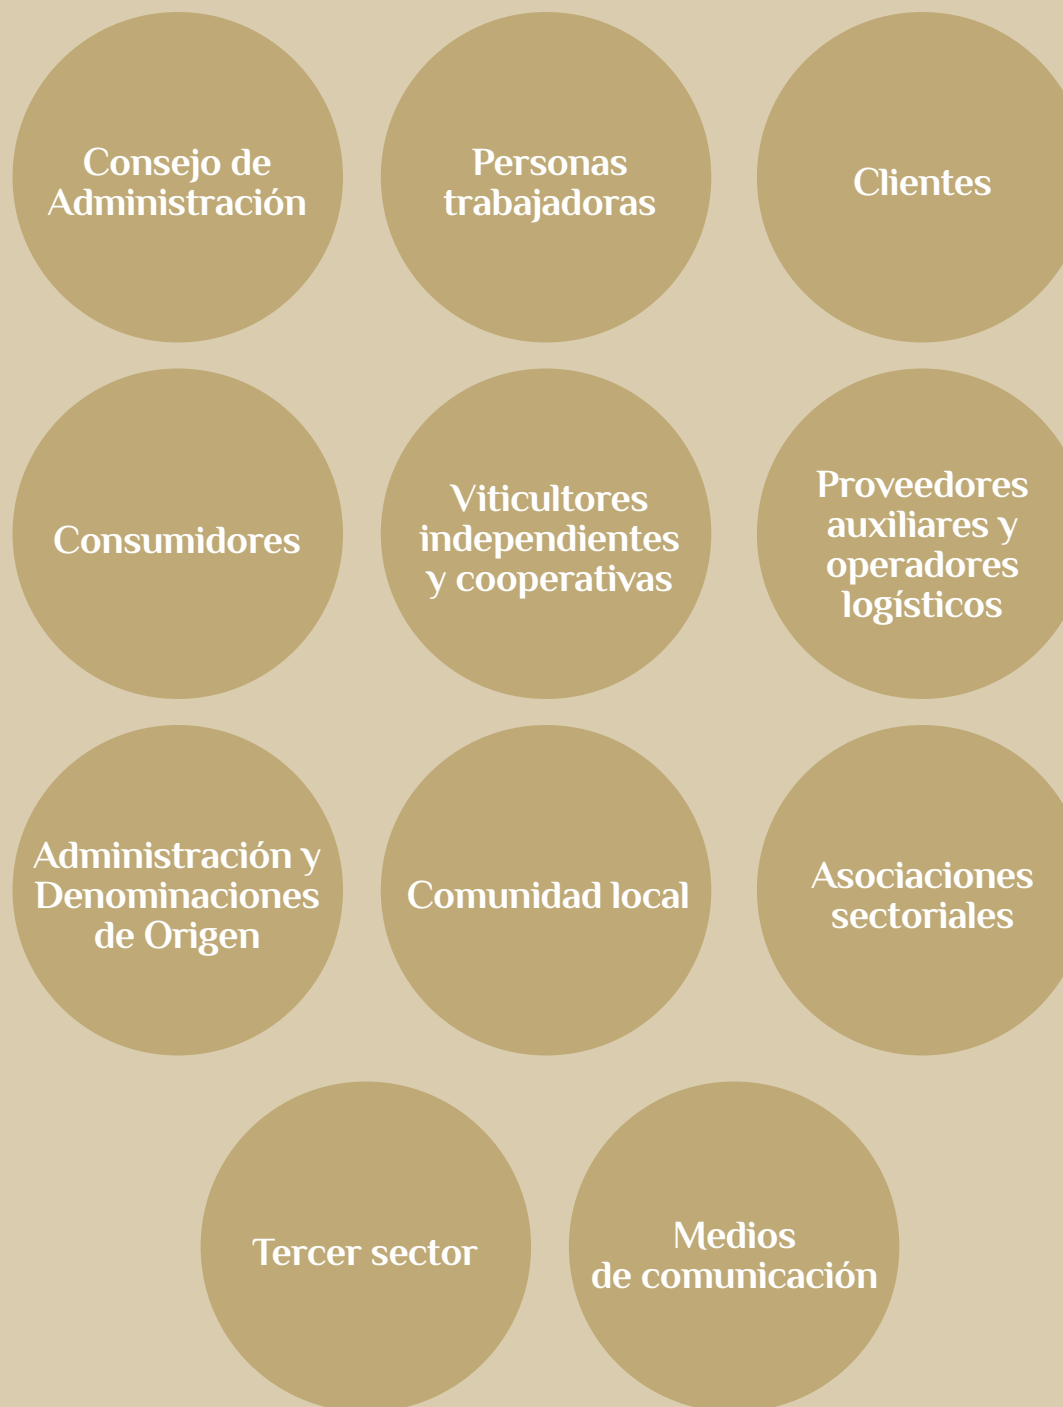 Consejo de
Administración
Personas
trabajadoras
Clientes
Consumidores
Viticultores
independientes
y cooperativas
Proveedores
auxiliares y
operadores
logísticos
Administración y
Denominaciones
de Origen
Comunidad local
Asociaciones
sectoriales
Tercer sector
Medios
de comunicación